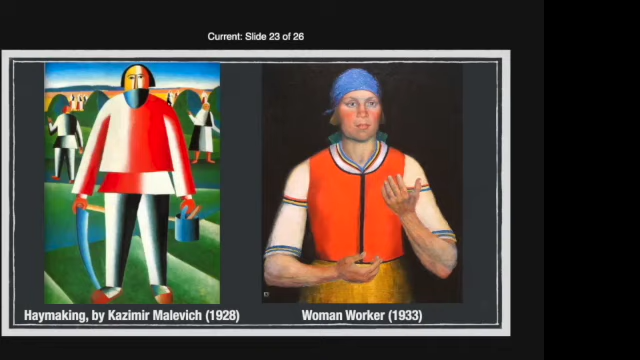 Current: Slide 23 of 26
Haymaking, by Kazimir Malevich (1928)
Woman Worker (1933)